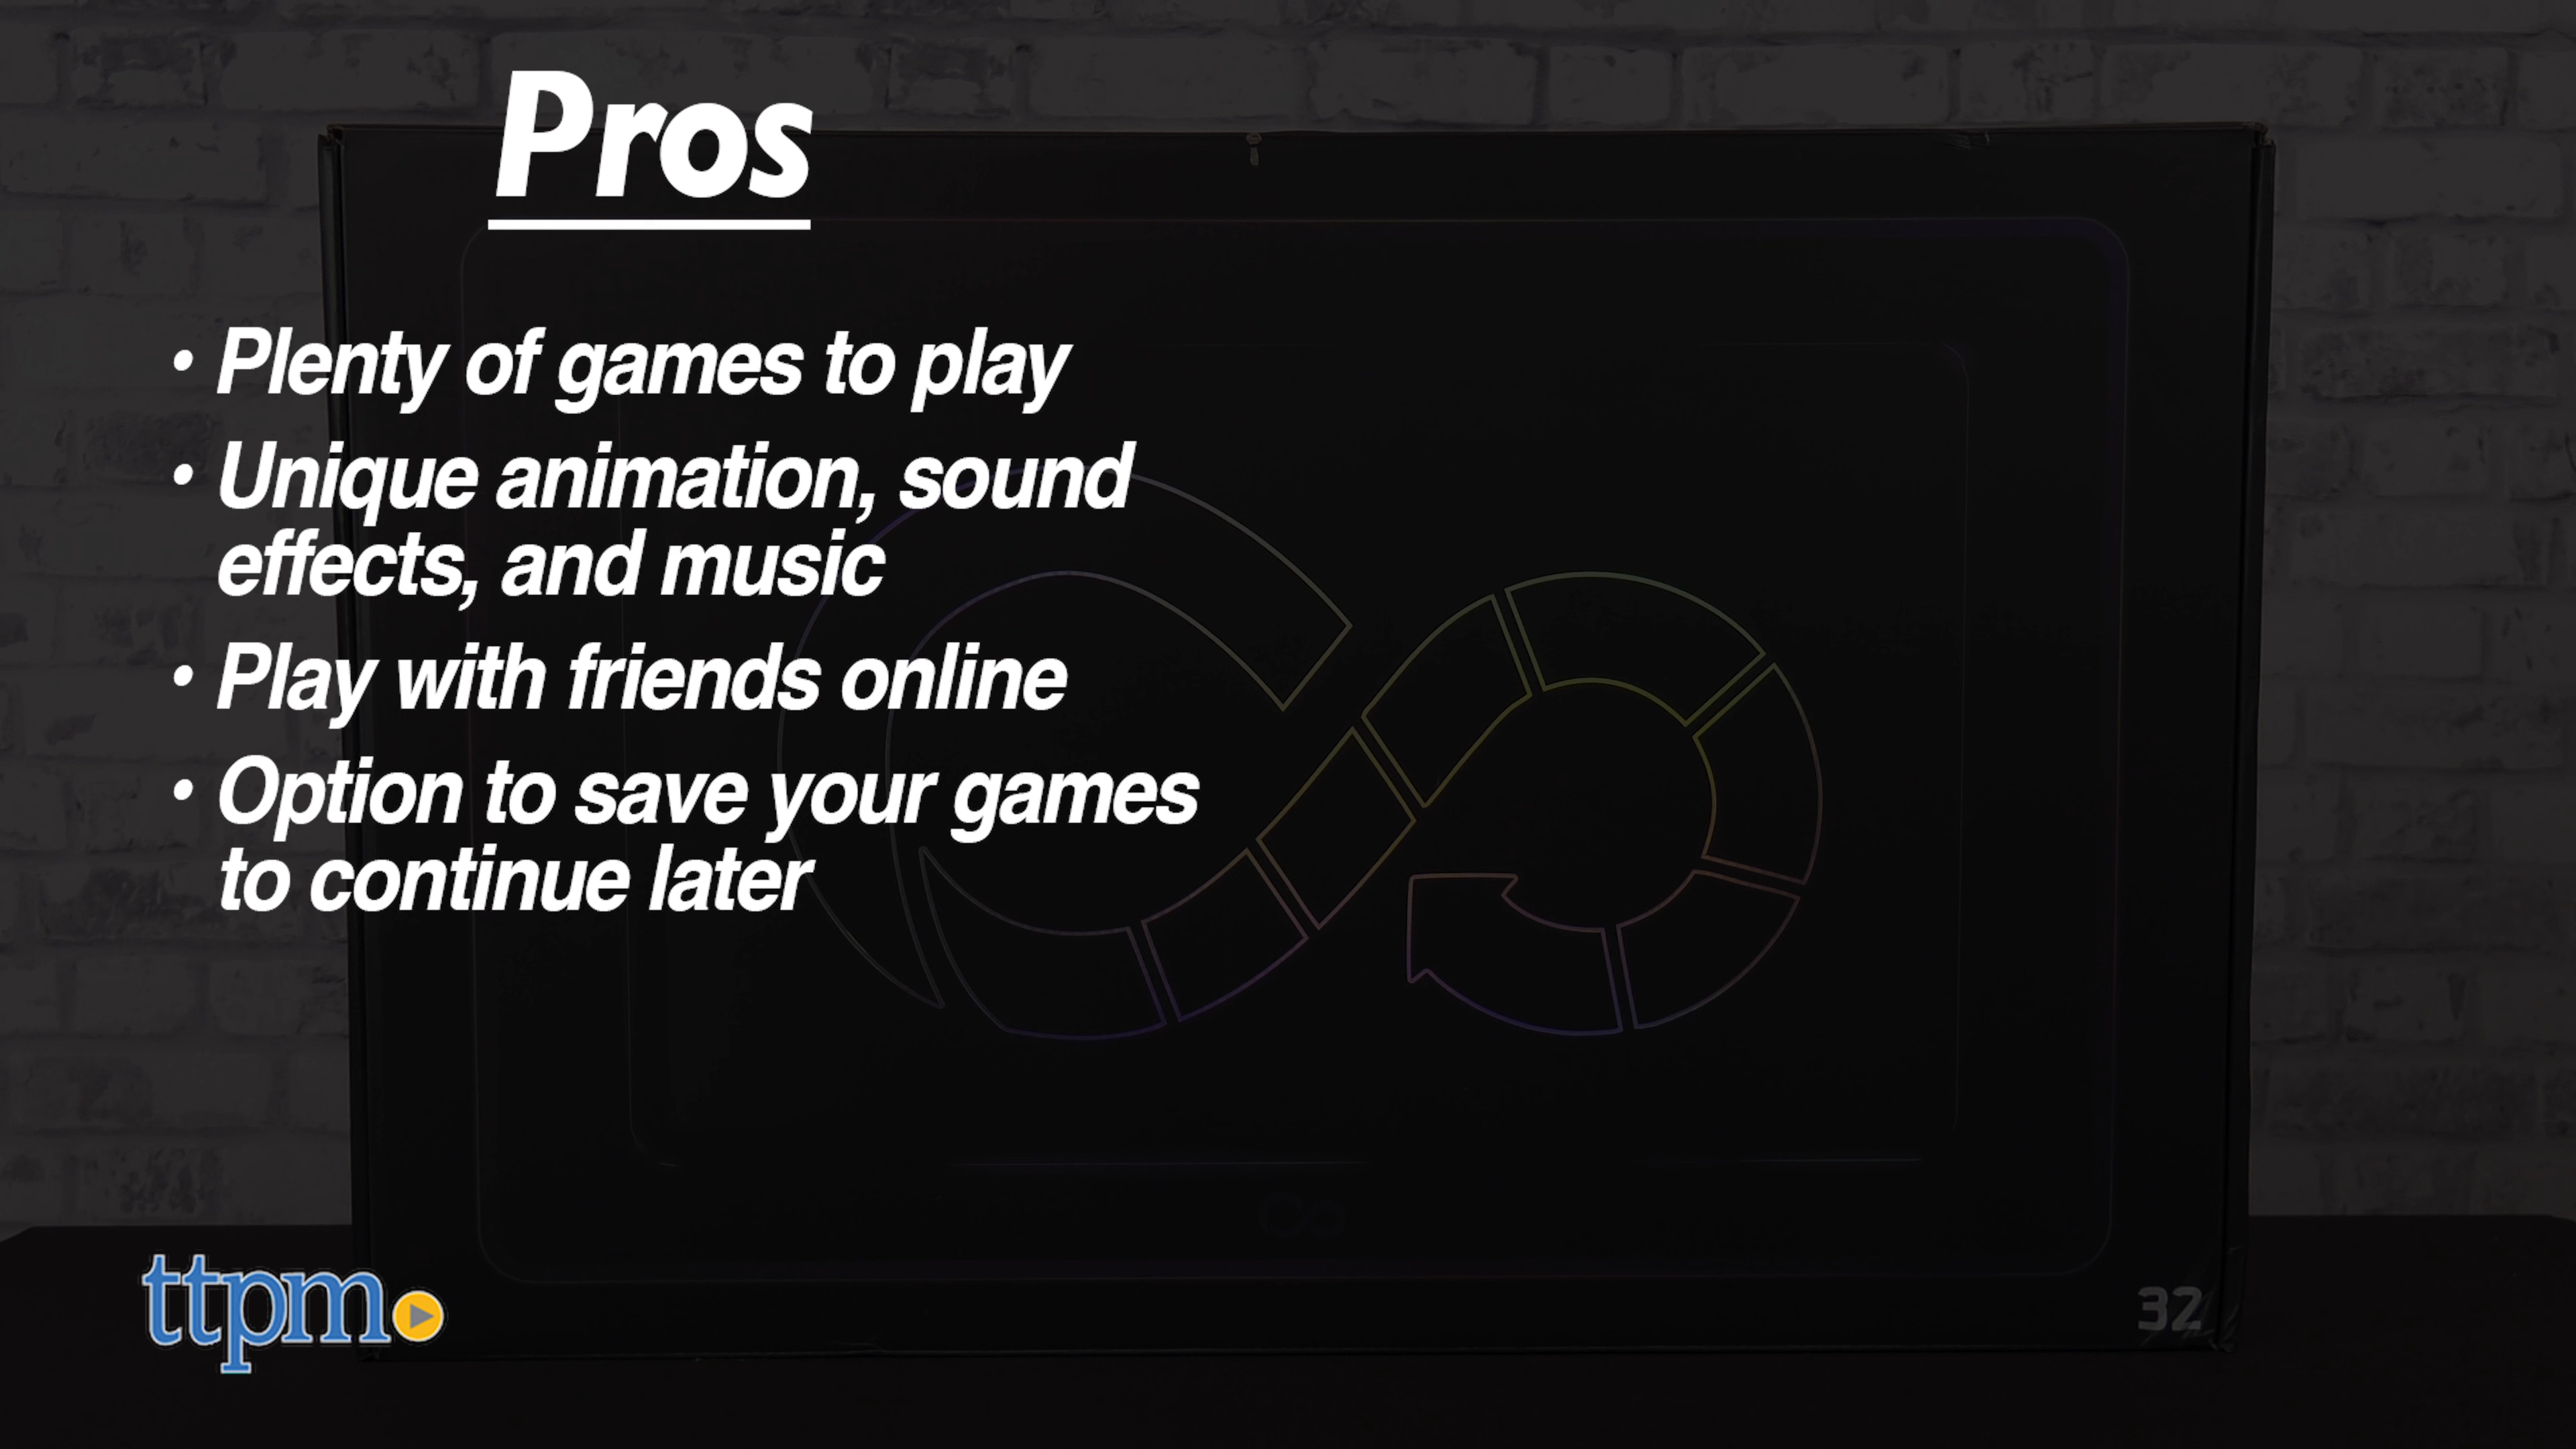 Pros
• Plenty of games to play
• Unique animation, sound
effects, and music
• Play with friends online
• Option to save your games
to continue later
ttpm
32